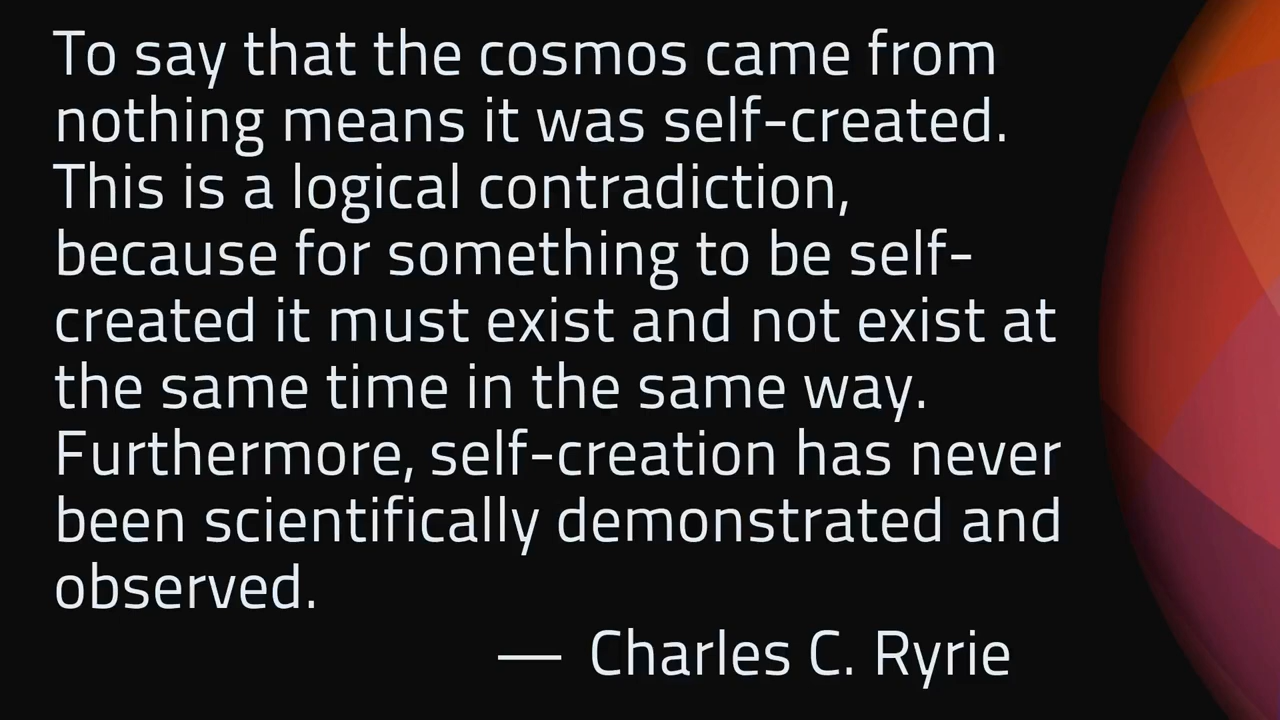 To say that the cosmos came from
nothing means it was self-created.
This is a logical contradiction,
because for something to be self-
created it must exist and not exist at
the same time in the same way.
Furthermore, self-creation has never
been scientifically demonstrated and
observed.
— Charles C. Ryrie